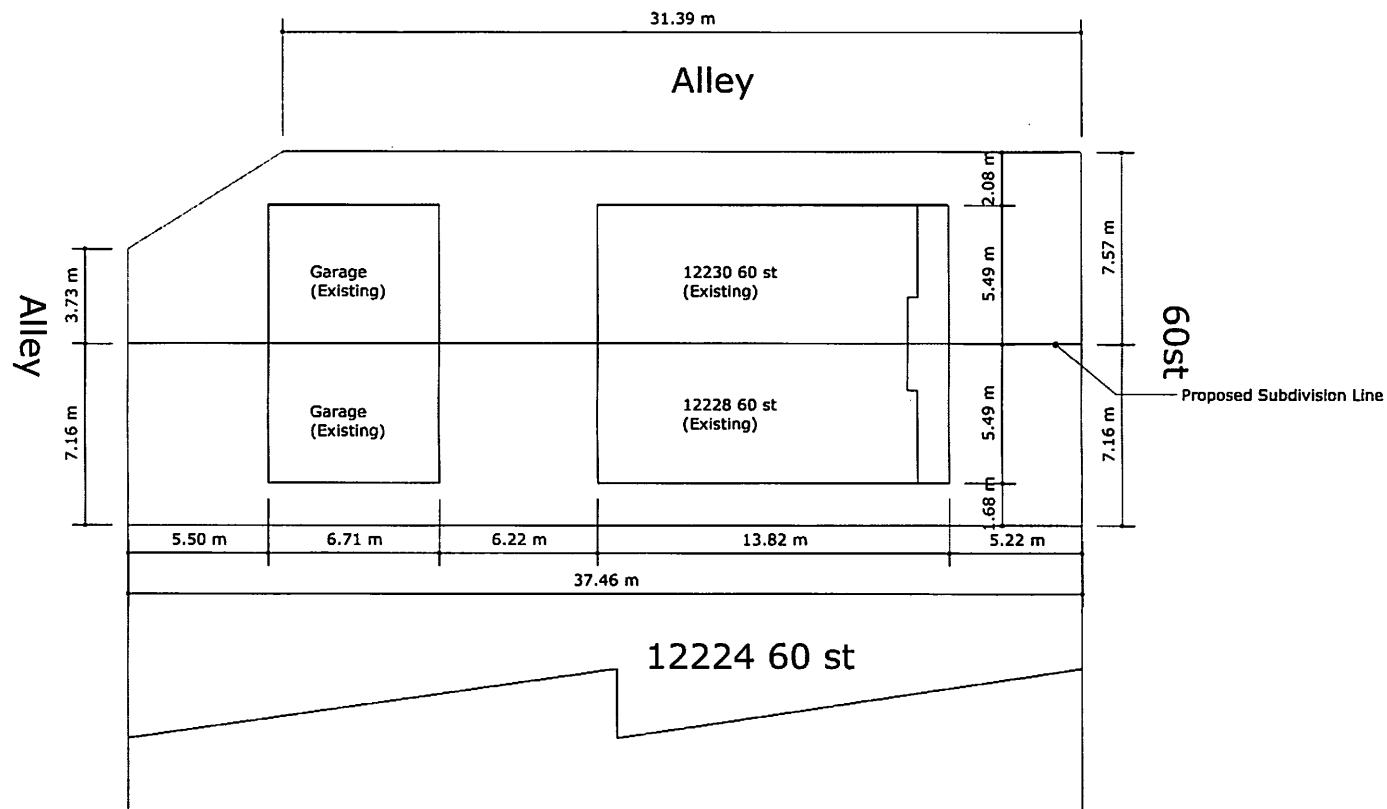 31.39 m
Alley
2.08 m
7.57 m
3.73 m
Garage
(Existing)
12230 60 st
(Existing)
5.49 m
Alley
60st
Proposed Subdivision Line
7.16 m
Garage
(Existing)
12228 60 st
(Existing)
5.49 m
7.16 m
1.68 m
5.50 m
6.71 m
6.22 m
13.82 m
5.22 m
37.46 m
12224 60 st